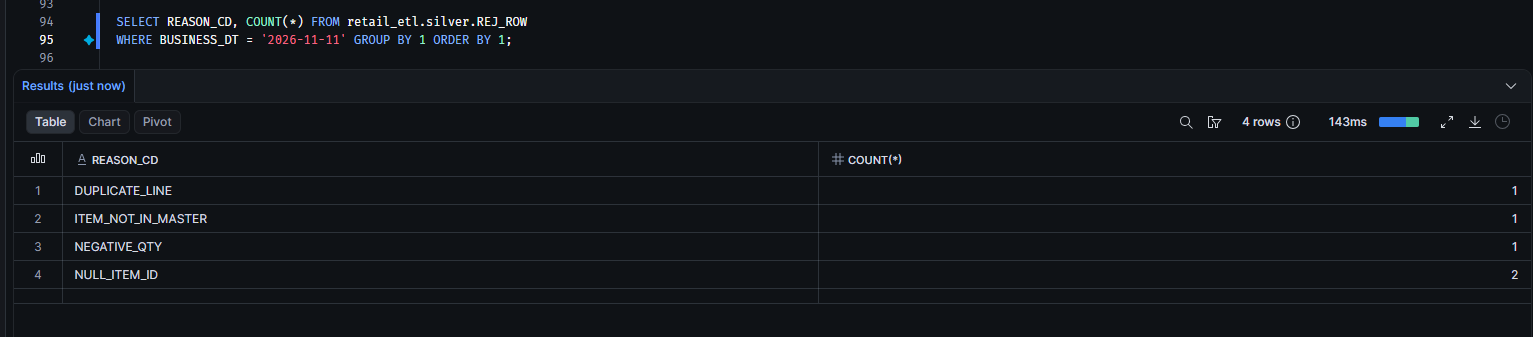 93
94 SELECT REASON_CD, COUNT(*) FROM retail_etl.silver.REJ_ROW
95 WHERE BUSINESS_DT = '2026-11-11' GROUP BY 1 ORDER BY 1;
96
Results (just now)
Table Chart Pivot 4 rows 143ms
A REASON_CD # COUNT(*)
1 DUPLICATE_LINE 1
2 ITEM_NOT_IN_MASTER 1
3 NEGATIVE_QTY 1
4 NULL_ITEM_ID 2